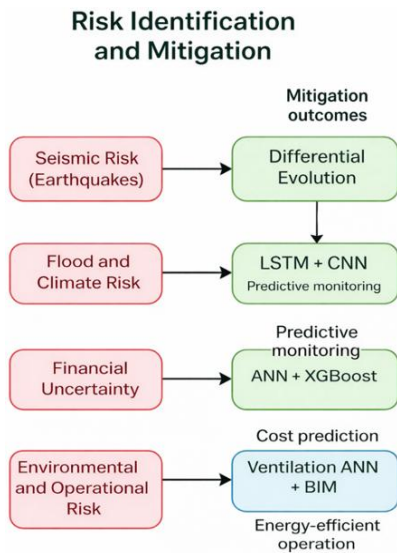 Risk Identification
and Mitigation
Mitigation
outcomes
Seismic Risk
(Earthquakes)
Differential
Evolution
Flood and
Climate Risk
LSTM + CNN
Predictive monitoring
Predictive
monitoring
Financial
Uncertainty
ANN + XGBoost
Cost prediction
Environmental
and Operational
Risk
Ventilation ANN
+ BIM
Energy-efficient
operation